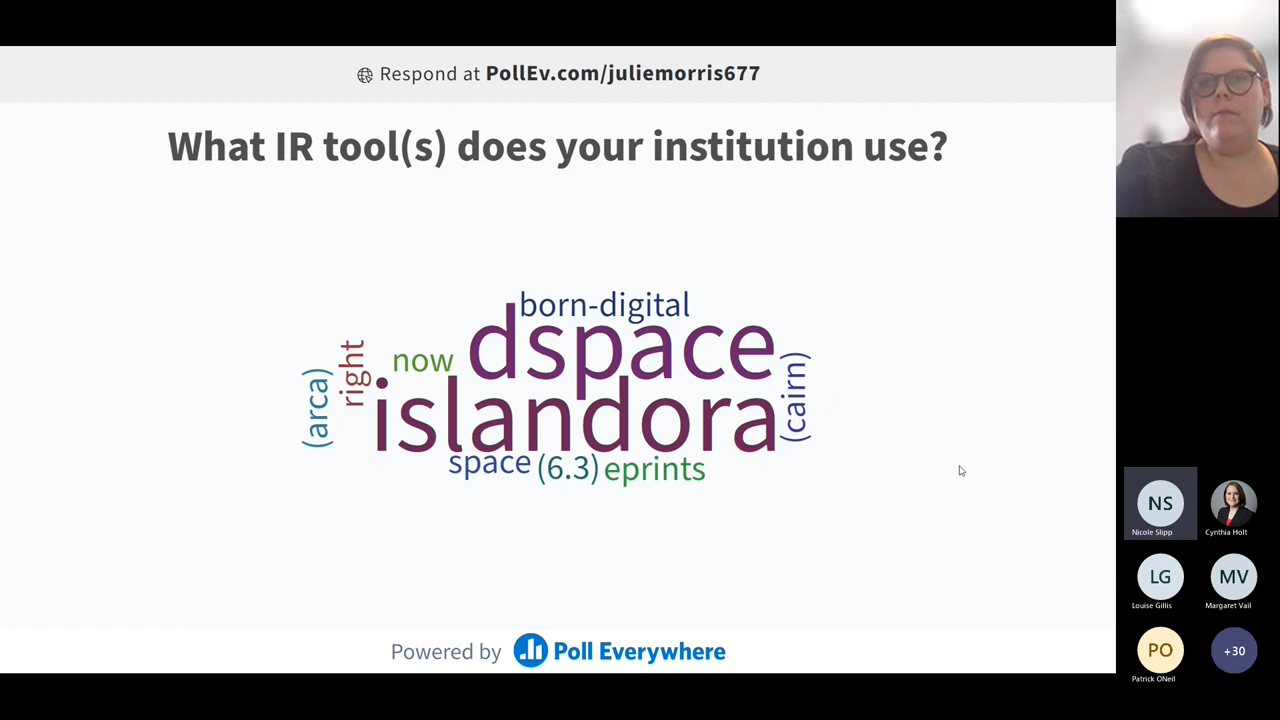 Respond at PollEv.com/juliemorris677
What IR tool(s) does your institution use?
born-digital
dspace
now
right
(arca)
islandora
(cairn)
space (6.3) eprints
Powered by Poll Everywhere
NS
Nicole Slipp
Cynthia Holt
LG
Louise Gillis
MV
Margaret Vail
PO
Patrick ONeil
+30